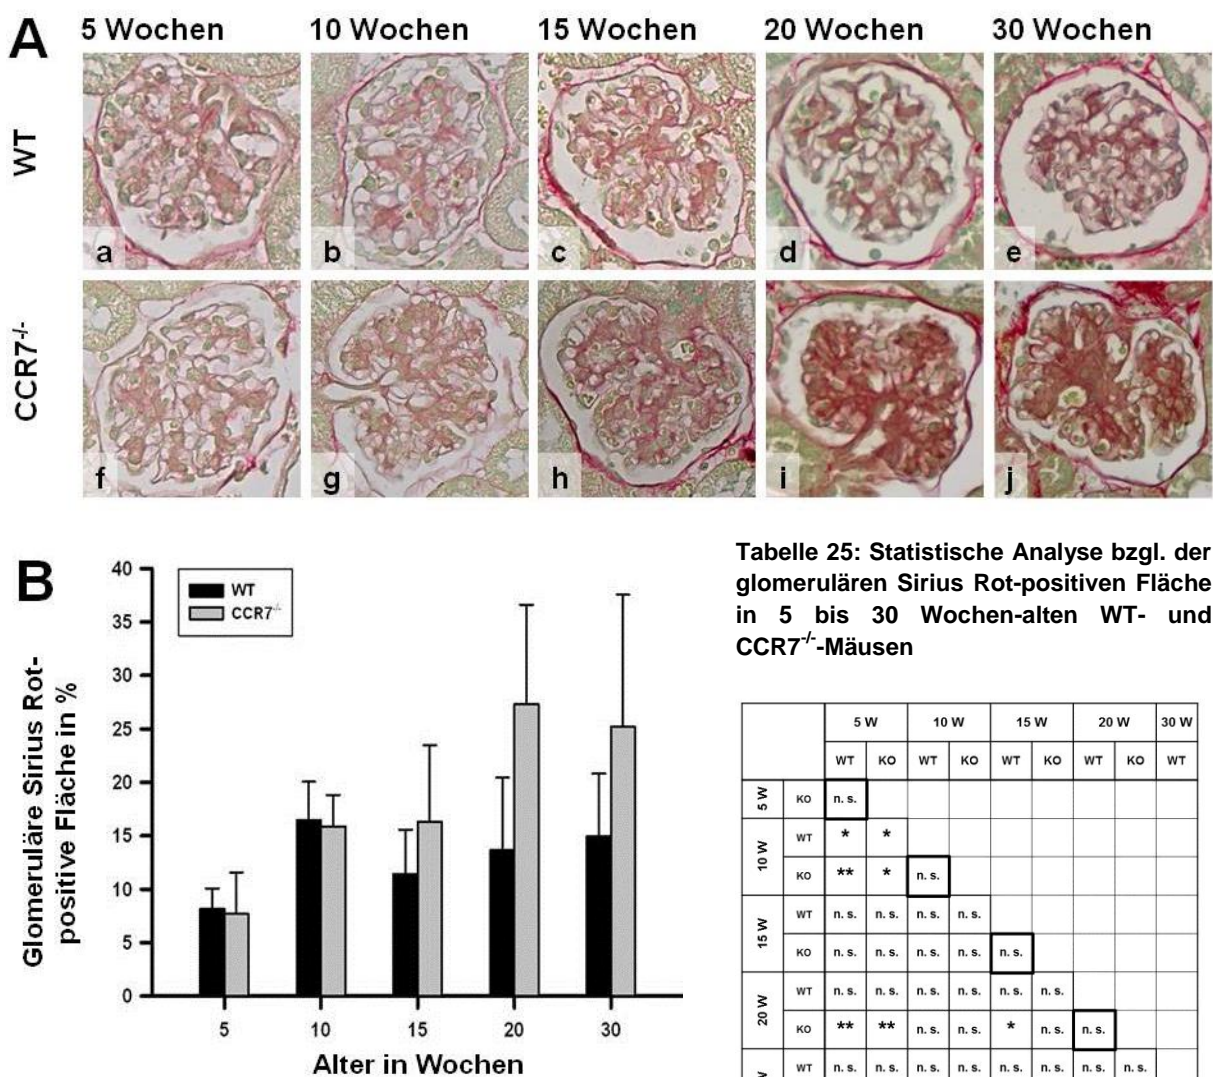 A
5 Wochen 10 Wochen 15 Wochen 20 Wochen 30 Wochen
WT
a b c d e
CCR7-/-
f g h i j
B
Glomeruläre Sirius Rot-
positive Fläche in %
40
35
30
25
20
15
10
5
0
WT
CCR7-/-
5 10 15 20 30
Alter in Wochen
Tabelle 25: Statistische Analyse bzgl. der
glomerulären Sirius Rot-positiven Fläche
in 5 bis 30 Wochen-alten WT- und
CCR7-/--Mäusen
5 W 10 W 15 W 20 W 30 W
WT KO WT KO WT KO WT KO WT
5 W KO n. s.
10 W WT * *
KO ** * n. s.
15 W WT n. s. n. s. n. s. n. s.
KO n. s. n. s. n. s. n. s. n. s.
20 W WT n. s. n. s. n. s. n. s. n. s. n. s.
KO ** ** n. s. n. s. * n. s. n. s.
WT n. s. n. s. n. s. n. s. n. s. n. s. n. s. n. s.